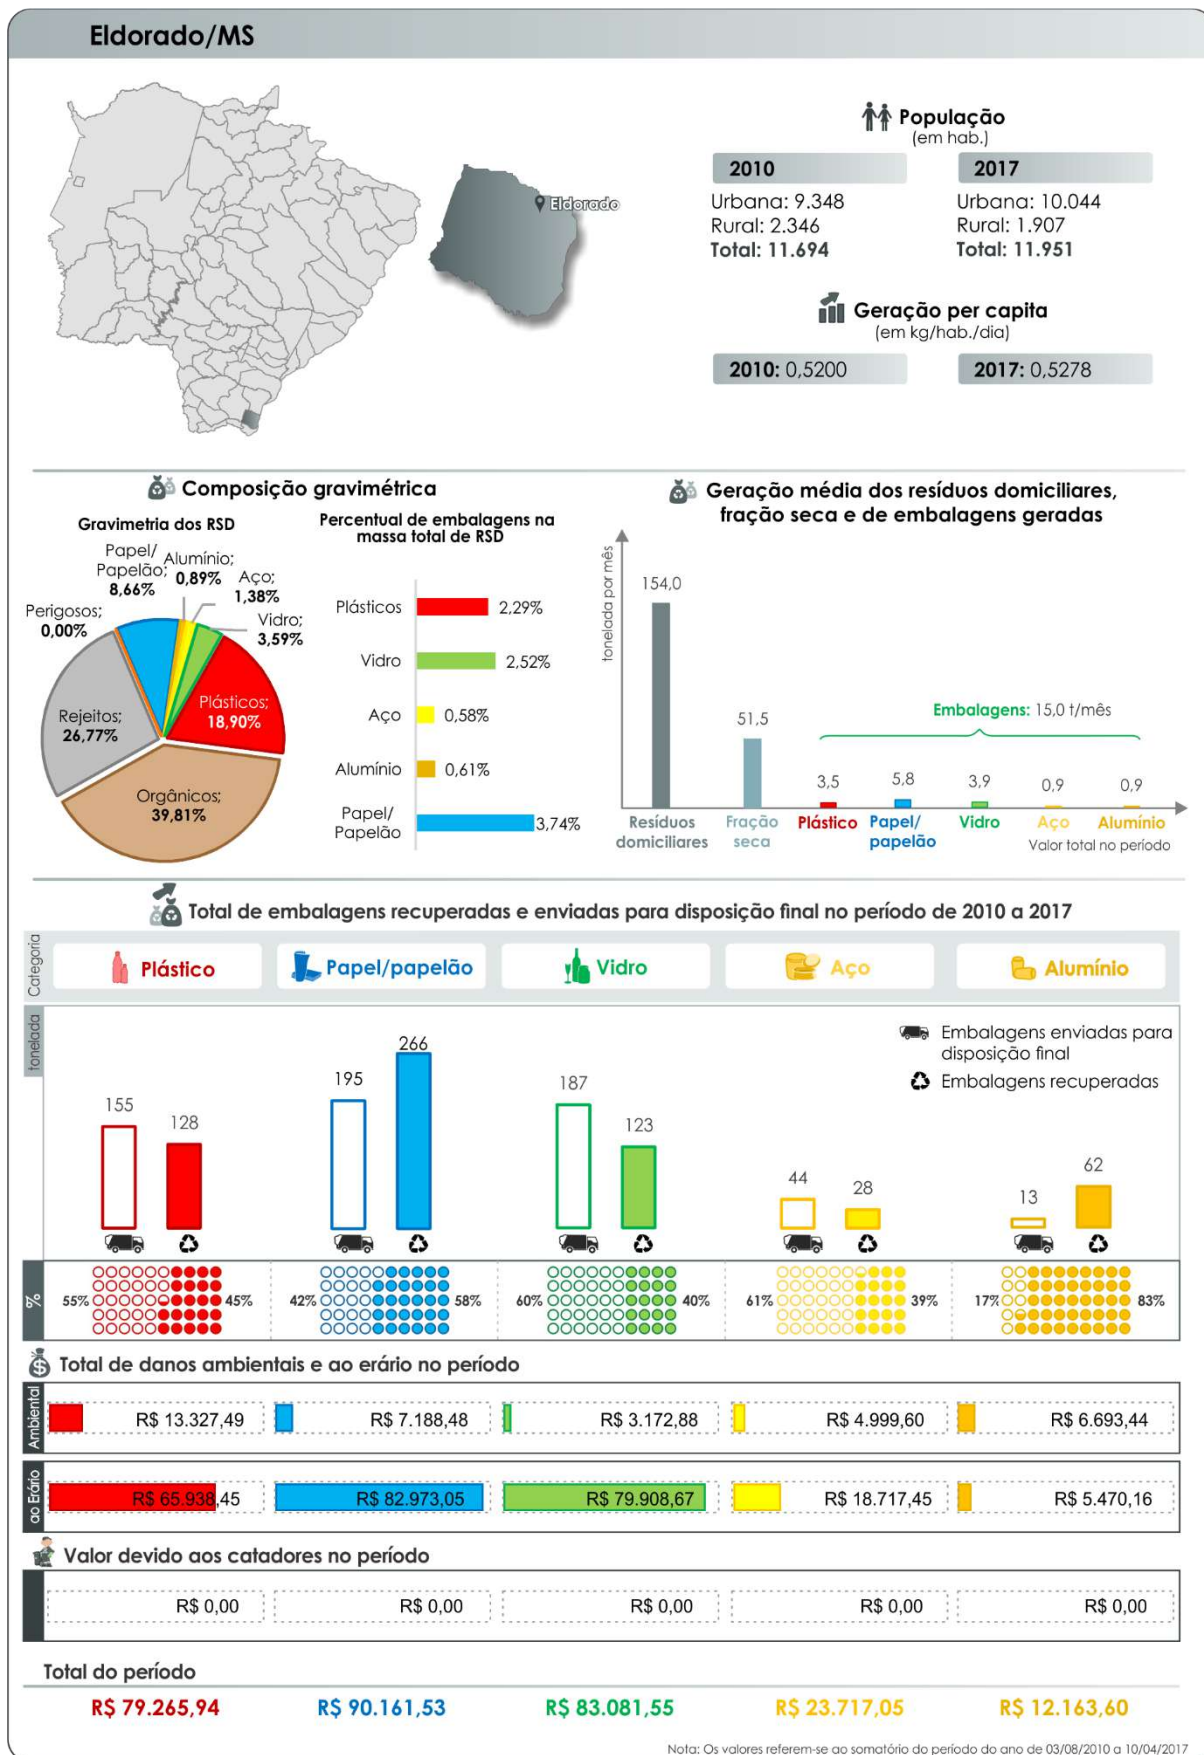 Eldorado/MS
Eldorado
População
(em hab.)
2010
Urbana: 9.348
Rural: 2.346
Total: 11.694
2017
Urbana: 10.044
Rural: 1.907
Total: 11.951
Geração per capita
(em kg/hab./dia)
2010: 0,5200
2017: 0,5278
Composição gravimétrica
Gravimetria dos RSD
Papel/
Papelão;
8,66%
Alumínio;
0,89%
Aço;
1,38%
Vidro;
3,59%
Perigosos;
0,00%
Plásticos;
18,90%
Rejeitos;
26,77%
Orgânicos;
39,81%
Percentual de embalagens na
massa total de RSD
Plásticos
2,29%
Vidro
2,52%
Aço
0,58%
Alumínio
0,61%
Papel/
Papelão
3,74%
Geração média dos resíduos domiciliares,
fração seca e de embalagens geradas
tonelada por mês
154,0
51,5
Embalagens: 15,0 t/mês
3,5
5,8
3,9
0,9
0,9
Resíduos
domiciliares
Fração
seca
Plástico
Papel/
papelão
Vidro
Aço
Alumínio
Valor total no período
Total de embalagens recuperadas e enviadas para disposição final no período de 2010 a 2017
Categoria
Plástico
Papel/papelão
Vidro
Aço
Alumínio
tonelada
155
128
195
266
187
123
44
28
13
62
Embalagens enviadas para
disposição final
Embalagens recuperadas
%
55%
45%
42%
58%
60%
40%
61%
39%
17%
83%
Total de danos ambientais e ao erário no período
Ambiental
R$ 13.327,49
R$ 7.188,48
R$ 3.172,88
R$ 4.999,60
R$ 6.693,44
ao Erário
R$ 65.938,45
R$ 82.973,05
R$ 79.908,67
R$ 18.717,45
R$ 5.470,16
Valor devido aos catadores no período
R$ 0,00
R$ 0,00
R$ 0,00
R$ 0,00
R$ 0,00
Total do período
R$ 79.265,94
R$ 90.161,53
R$ 83.081,55
R$ 23.717,05
R$ 12.163,60
Nota: Os valores referem-se ao somatório do período do ano de 03/08/2010 a 10/04/2017